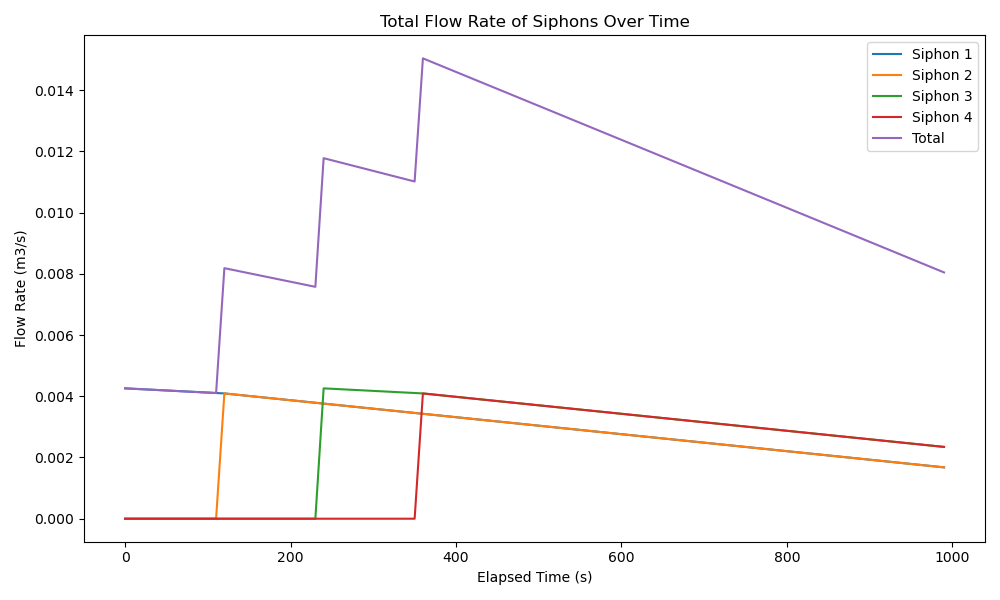 Total Flow Rate of Siphons Over Time
Siphon 1
Siphon 2
Siphon 3
Siphon 4
Total
Flow Rate (m3/s)
0.014
0.012
0.010
0.008
0.006
0.004
0.002
0.000
0
200
400
600
800
1000
Elapsed Time (s)